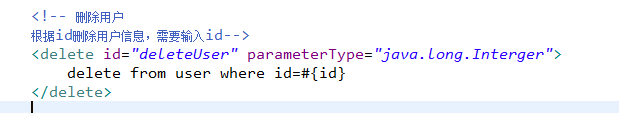 <!-- 删除用户
根据id删除用户信息，需要输入id-->
<delete id="deleteUser" parameterType="java.long.Interger">
delete from user where id=#{id}
</delete>